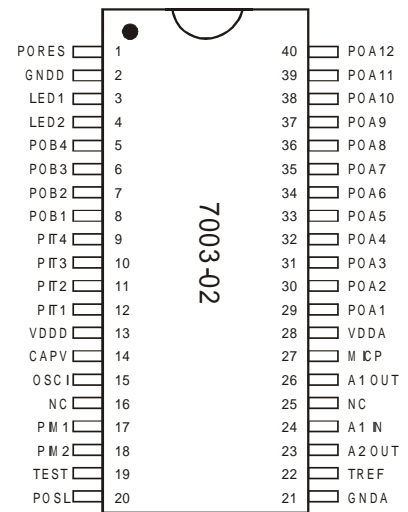 PORES 1 40 POA12
GNDD 2 39 POA11
LED1 3 38 POA10
LED2 4 37 POA9
POB4 5 36 POA8
POB3 6 35 POA7
POB2 7 34 POA6
POB1 8 33 POA5
PIT4 9 32 POA4
PIT3 10 31 POA3
PIT2 11 30 POA2
PIT1 12 29 POA1
VDDD 13 28 VDDA
CAPV 14 27 MICP
OSCI 15 26 A1OUT
NC 16 25 NC
PIM1 17 24 A1IN
PIM2 18 23 A2OUT
TEST 19 22 TREF
POSL 20 21 GNDA
7003-02